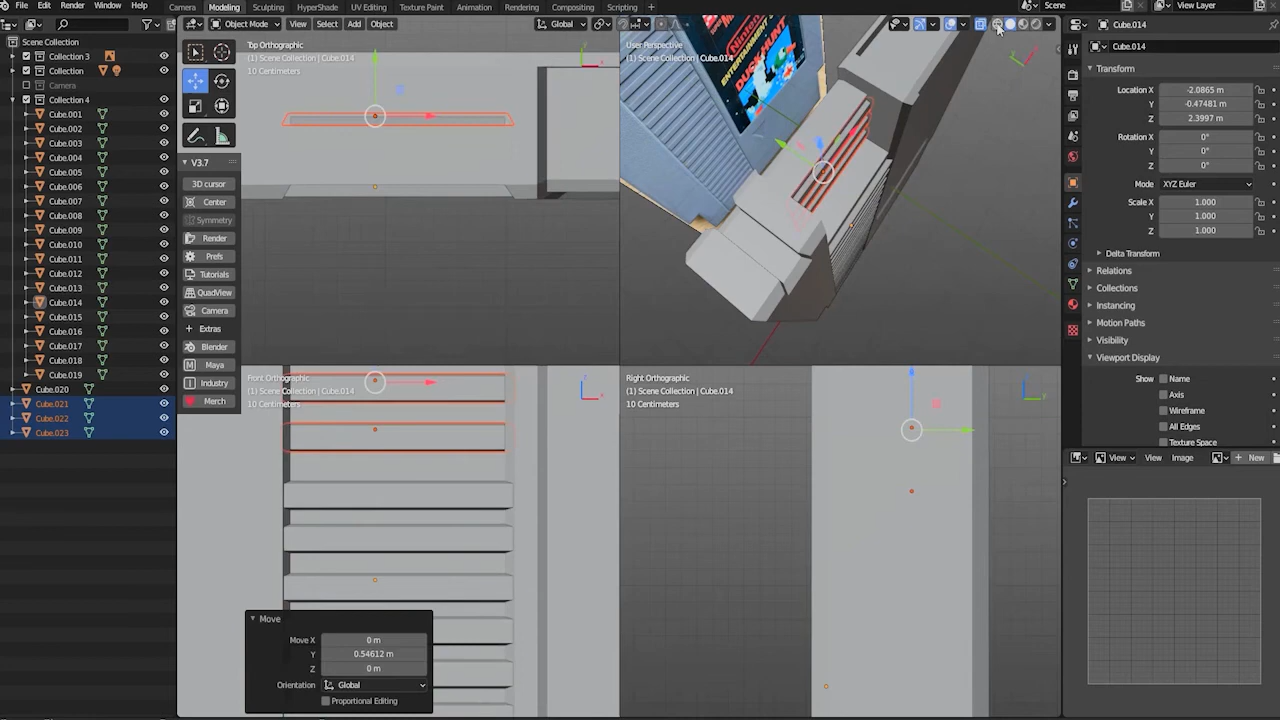 File Edit Render Window Help
Camera Modeling Sculpting HyperShade UV Editing Texture Paint Animation Rendering Compositing Scripting +
Scene View Layer
Object Mode View Select Add Object Global
Scene Collection
Collection 3
Collection
Camera
Collection 4
Cube.001
Cube.002
Cube.003
Cube.004
Cube.005
Cube.006
Cube.007
Cube.008
Cube.009
Cube.010
Cube.011
Cube.012
Cube.013
Cube.014
Cube.015
Cube.016
Cube.017
Cube.018
Cube.019
Cube.020
Cube.021
Cube.022
Cube.023
V3.7
3D cursor
Center
Symmetry
Render
Prefs
Tutorials
QuadView
Camera
Extras
Blender
Maya
Industry
Merch
Top Orthographic
(1) Scene Collection | Cube.014
10 Centimeters
User Perspective
(1) Scene Collection | Cube.014
Nintendo
ENTERTAINMENT
DUSKHUNT
Front Orthographic
(1) Scene Collection | Cube.014
10 Centimeters
Right Orthographic
(1) Scene Collection | Cube.014
10 Centimeters
Move
Move X 0 m
Y 0.54612 m
Z 0 m
Orientation Global
Proportional Editing
Cube.014
Cube.014
Transform
Location X -2.0865 m
Y -0.47481 m
Z 2.3997 m
Rotation X 0°
Y 0°
Z 0°
Mode XYZ Euler
Scale X 1.000
Y 1.000
Z 1.000
Delta Transform
Relations
Collections
Instancing
Motion Paths
Visibility
Viewport Display
Show Name
Axis
Wireframe
All Edges
Texture Space
View View Image New